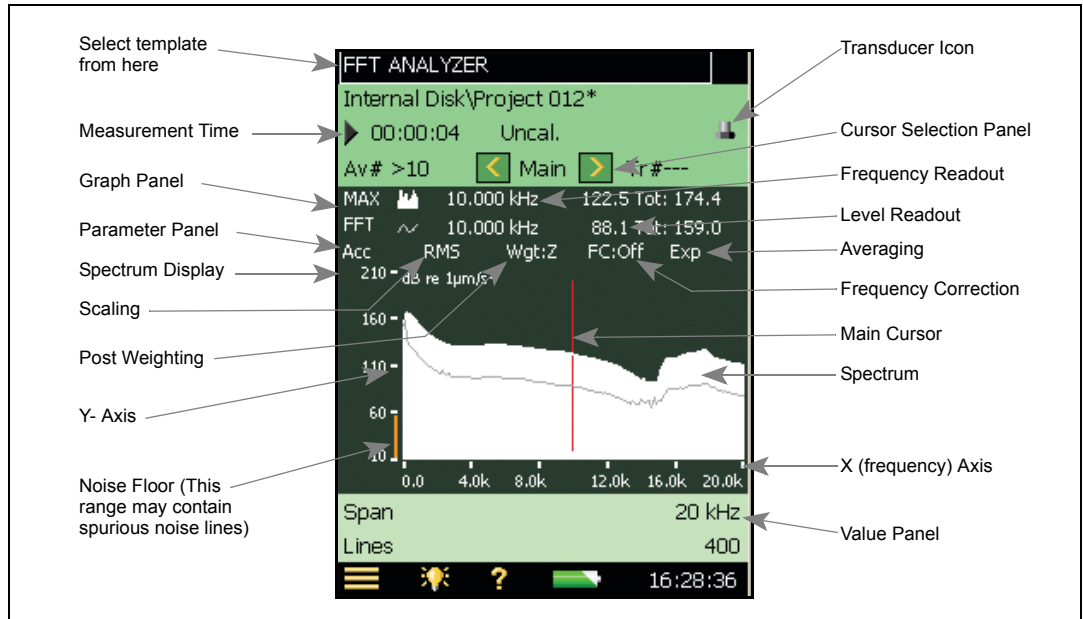 Select template
from here
Measurement Time
Graph Panel
Parameter Panel
Spectrum Display
Scaling
Post Weighting
Y- Axis
Noise Floor (This
range may contain
spurious noise lines)
FFT ANALYZER
Internal Disk\Project 012*
00:00:04 Uncal.
Av# >10 < Main > Tr#---
MAX 10.000 kHz 122.5 Tot: 174.4
FFT 10.000 kHz 88.1 Tot: 159.0
Acc RMS Wgt:Z FC:Off Exp
210 dB re 1µm/s
160
110
60
10
0.0 4.0k 8.0k 12.0k 16.0k 20.0k
Span 20 kHz
Lines 400
? 16:28:36
Transducer Icon
Cursor Selection Panel
Frequency Readout
Level Readout
Averaging
Frequency Correction
Main Cursor
Spectrum
X (frequency) Axis
Value Panel